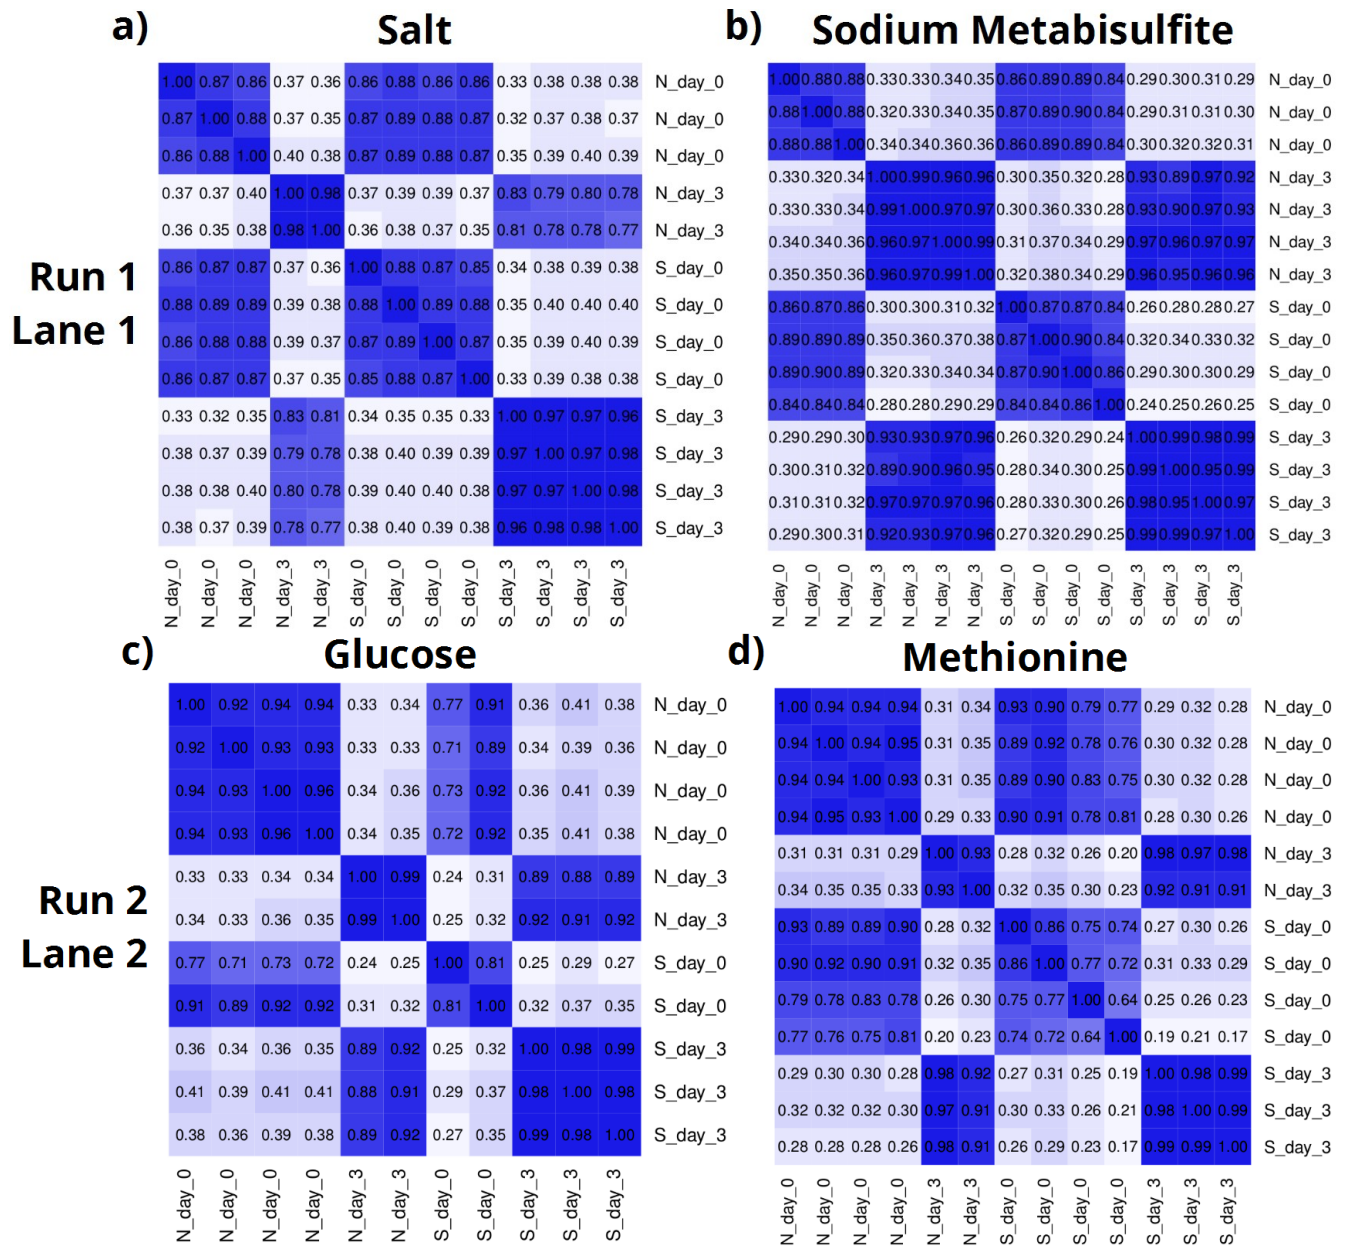 a) Salt
1.00 0.87 0.86 0.37 0.36 0.86 0.88 0.86 0.86 0.33 0.38 0.38 0.38 N_day_0
0.87 1.00 0.88 0.37 0.35 0.87 0.89 0.88 0.87 0.32 0.37 0.38 0.37 N_day_0
0.86 0.88 1.00 0.40 0.38 0.87 0.89 0.88 0.87 0.35 0.39 0.40 0.39 N_day_0
0.37 0.37 0.40 1.00 0.98 0.37 0.39 0.39 0.37 0.83 0.79 0.80 0.78 N_day_3
0.36 0.35 0.38 0.98 1.00 0.36 0.38 0.37 0.35 0.81 0.78 0.78 0.77 N_day_3
0.86 0.87 0.87 0.37 0.36 1.00 0.88 0.87 0.85 0.34 0.38 0.39 0.38 S_day_0
0.88 0.89 0.89 0.39 0.38 0.88 1.00 0.89 0.88 0.35 0.40 0.40 0.40 S_day_0
0.86 0.88 0.88 0.39 0.37 0.87 0.89 1.00 0.87 0.35 0.39 0.40 0.39 S_day_0
0.86 0.87 0.87 0.37 0.35 0.85 0.88 0.87 1.00 0.33 0.39 0.38 0.38 S_day_0
0.33 0.32 0.35 0.83 0.81 0.34 0.35 0.35 0.33 1.00 0.97 0.97 0.96 S_day_3
0.38 0.37 0.39 0.79 0.78 0.38 0.40 0.39 0.39 0.97 1.00 0.97 0.98 S_day_3
0.38 0.38 0.40 0.80 0.78 0.39 0.40 0.40 0.38 0.97 0.97 1.00 0.98 S_day_3
0.38 0.37 0.39 0.78 0.77 0.38 0.40 0.39 0.38 0.96 0.98 0.98 1.00 S_day_3
N_day_0 N_day_0 N_day_0 N_day_3 N_day_3 S_day_0 S_day_0 S_day_0 S_day_0 S_day_3 S_day_3 S_day_3 S_day_3
Run 1
Lane 1
b) Sodium Metabisulfite
1.00 0.88 0.88 0.33 0.33 0.34 0.35 0.86 0.89 0.89 0.84 0.29 0.30 0.31 0.29 N_day_0
0.88 1.00 0.88 0.32 0.33 0.34 0.35 0.87 0.89 0.90 0.84 0.29 0.31 0.31 0.30 N_day_0
0.88 0.88 1.00 0.34 0.34 0.36 0.36 0.86 0.89 0.89 0.84 0.30 0.32 0.32 0.31 N_day_0
0.33 0.32 0.34 1.00 0.99 0.96 0.96 0.30 0.35 0.32 0.28 0.93 0.89 0.97 0.92 N_day_3
0.33 0.33 0.34 0.99 1.00 0.97 0.97 0.30 0.36 0.33 0.28 0.93 0.90 0.97 0.93 N_day_3
0.34 0.34 0.36 0.96 0.97 1.00 0.99 0.31 0.37 0.34 0.29 0.97 0.96 0.97 0.97 N_day_3
0.35 0.35 0.36 0.96 0.97 0.99 1.00 0.32 0.38 0.34 0.29 0.96 0.95 0.96 0.96 N_day_3
0.86 0.87 0.86 0.30 0.30 0.31 0.32 1.00 0.87 0.87 0.84 0.26 0.28 0.28 0.27 S_day_0
0.89 0.89 0.89 0.35 0.36 0.37 0.38 0.87 1.00 0.90 0.84 0.32 0.34 0.33 0.32 S_day_0
0.89 0.90 0.89 0.32 0.33 0.34 0.34 0.87 0.90 1.00 0.86 0.29 0.30 0.30 0.29 S_day_0
0.84 0.84 0.84 0.28 0.28 0.29 0.29 0.84 0.84 0.86 1.00 0.24 0.25 0.26 0.25 S_day_0
0.29 0.29 0.30 0.93 0.93 0.97 0.96 0.26 0.32 0.29 0.24 1.00 0.99 0.98 0.99 S_day_3
0.30 0.31 0.32 0.89 0.90 0.96 0.95 0.28 0.34 0.30 0.25 0.99 1.00 0.95 0.99 S_day_3
0.31 0.31 0.32 0.97 0.97 0.97 0.96 0.28 0.33 0.30 0.26 0.98 0.95 1.00 0.97 S_day_3
0.29 0.30 0.31 0.92 0.93 0.97 0.96 0.27 0.32 0.29 0.25 0.99 0.99 0.97 1.00 S_day_3
N_day_0 N_day_0 N_day_0 N_day_3 N_day_3 N_day_3 N_day_3 S_day_0 S_day_0 S_day_0 S_day_0 S_day_3 S_day_3 S_day_3 S_day_3
c) Glucose
1.00 0.92 0.94 0.94 0.33 0.34 0.77 0.91 0.36 0.41 0.38 N_day_0
0.92 1.00 0.93 0.93 0.33 0.33 0.71 0.89 0.34 0.39 0.36 N_day_0
0.94 0.93 1.00 0.96 0.34 0.36 0.73 0.92 0.36 0.41 0.39 N_day_0
0.94 0.93 0.96 1.00 0.34 0.35 0.72 0.92 0.35 0.41 0.38 N_day_0
0.33 0.33 0.34 0.34 1.00 0.99 0.24 0.31 0.89 0.88 0.89 N_day_3
0.34 0.33 0.36 0.35 0.99 1.00 0.25 0.32 0.92 0.91 0.92 N_day_3
0.77 0.71 0.73 0.72 0.24 0.25 1.00 0.81 0.25 0.29 0.27 S_day_0
0.91 0.89 0.92 0.92 0.31 0.32 0.81 1.00 0.32 0.37 0.35 S_day_0
0.36 0.34 0.36 0.35 0.89 0.92 0.25 0.32 1.00 0.98 0.99 S_day_3
0.41 0.39 0.41 0.41 0.88 0.91 0.29 0.37 0.98 1.00 0.98 S_day_3
0.38 0.36 0.39 0.38 0.89 0.92 0.27 0.35 0.99 0.98 1.00 S_day_3
N_day_0 N_day_0 N_day_0 N_day_0 N_day_3 N_day_3 S_day_0 S_day_0 S_day_3 S_day_3 S_day_3
Run 2
Lane 2
d) Methionine
1.00 0.94 0.94 0.94 0.31 0.34 0.93 0.90 0.79 0.77 0.29 0.32 0.28 N_day_0
0.94 1.00 0.94 0.95 0.31 0.35 0.89 0.92 0.78 0.76 0.30 0.32 0.28 N_day_0
0.94 0.94 1.00 0.93 0.31 0.35 0.89 0.90 0.83 0.75 0.30 0.32 0.28 N_day_0
0.94 0.95 0.93 1.00 0.29 0.33 0.90 0.91 0.78 0.81 0.28 0.30 0.26 N_day_0
0.31 0.31 0.31 0.29 1.00 0.93 0.28 0.32 0.26 0.20 0.98 0.97 0.98 N_day_3
0.34 0.35 0.35 0.33 0.93 1.00 0.32 0.35 0.30 0.23 0.92 0.91 0.91 N_day_3
0.93 0.89 0.89 0.90 0.28 0.32 1.00 0.86 0.75 0.74 0.27 0.30 0.26 S_day_0
0.90 0.92 0.90 0.91 0.32 0.35 0.86 1.00 0.77 0.72 0.31 0.33 0.29 S_day_0
0.79 0.78 0.83 0.78 0.26 0.30 0.75 0.77 1.00 0.64 0.25 0.26 0.23 S_day_0
0.77 0.76 0.75 0.81 0.20 0.23 0.74 0.72 0.64 1.00 0.19 0.21 0.17 S_day_0
0.29 0.30 0.30 0.28 0.98 0.92 0.27 0.31 0.25 0.19 1.00 0.98 0.99 S_day_3
0.32 0.32 0.32 0.30 0.97 0.91 0.30 0.33 0.26 0.21 0.98 1.00 0.99 S_day_3
0.28 0.28 0.28 0.26 0.98 0.91 0.26 0.29 0.23 0.17 0.99 0.99 1.00 S_day_3
N_day_0 N_day_0 N_day_0 N_day_0 N_day_3 N_day_3 S_day_0 S_day_0 S_day_0 S_day_0 S_day_3 S_day_3 S_day_3